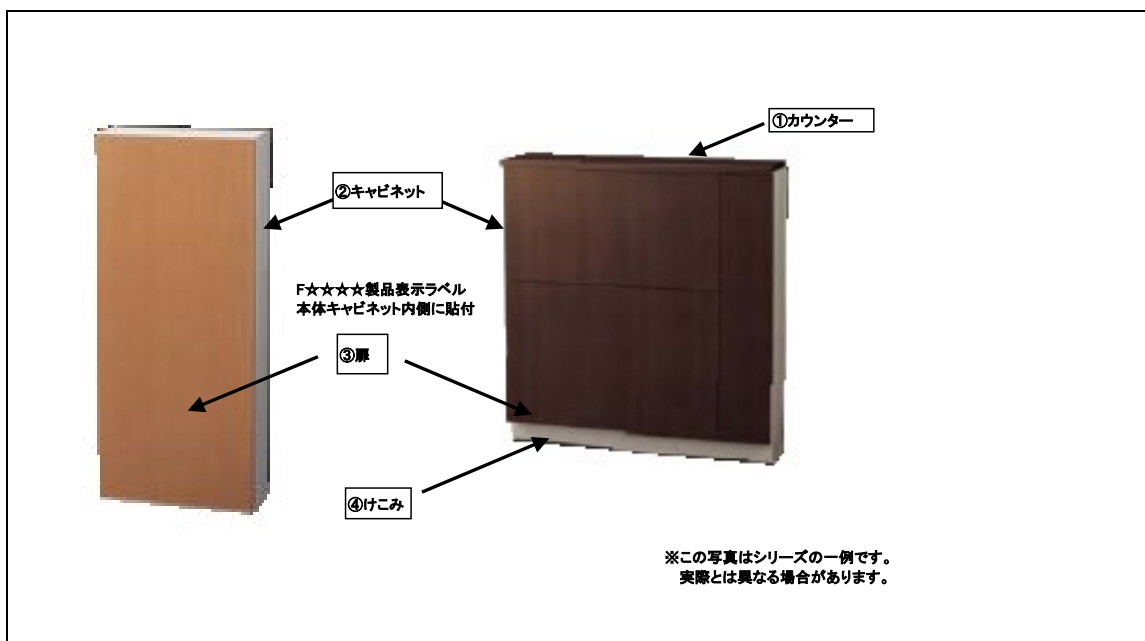 ①カウンター
②キャビネット
F☆☆☆☆製品表示ラベル
本体キャビネット内側に貼付
③扉
④けこみ
※この写真はシリーズの一例です。
実際とは異なる場合があります。